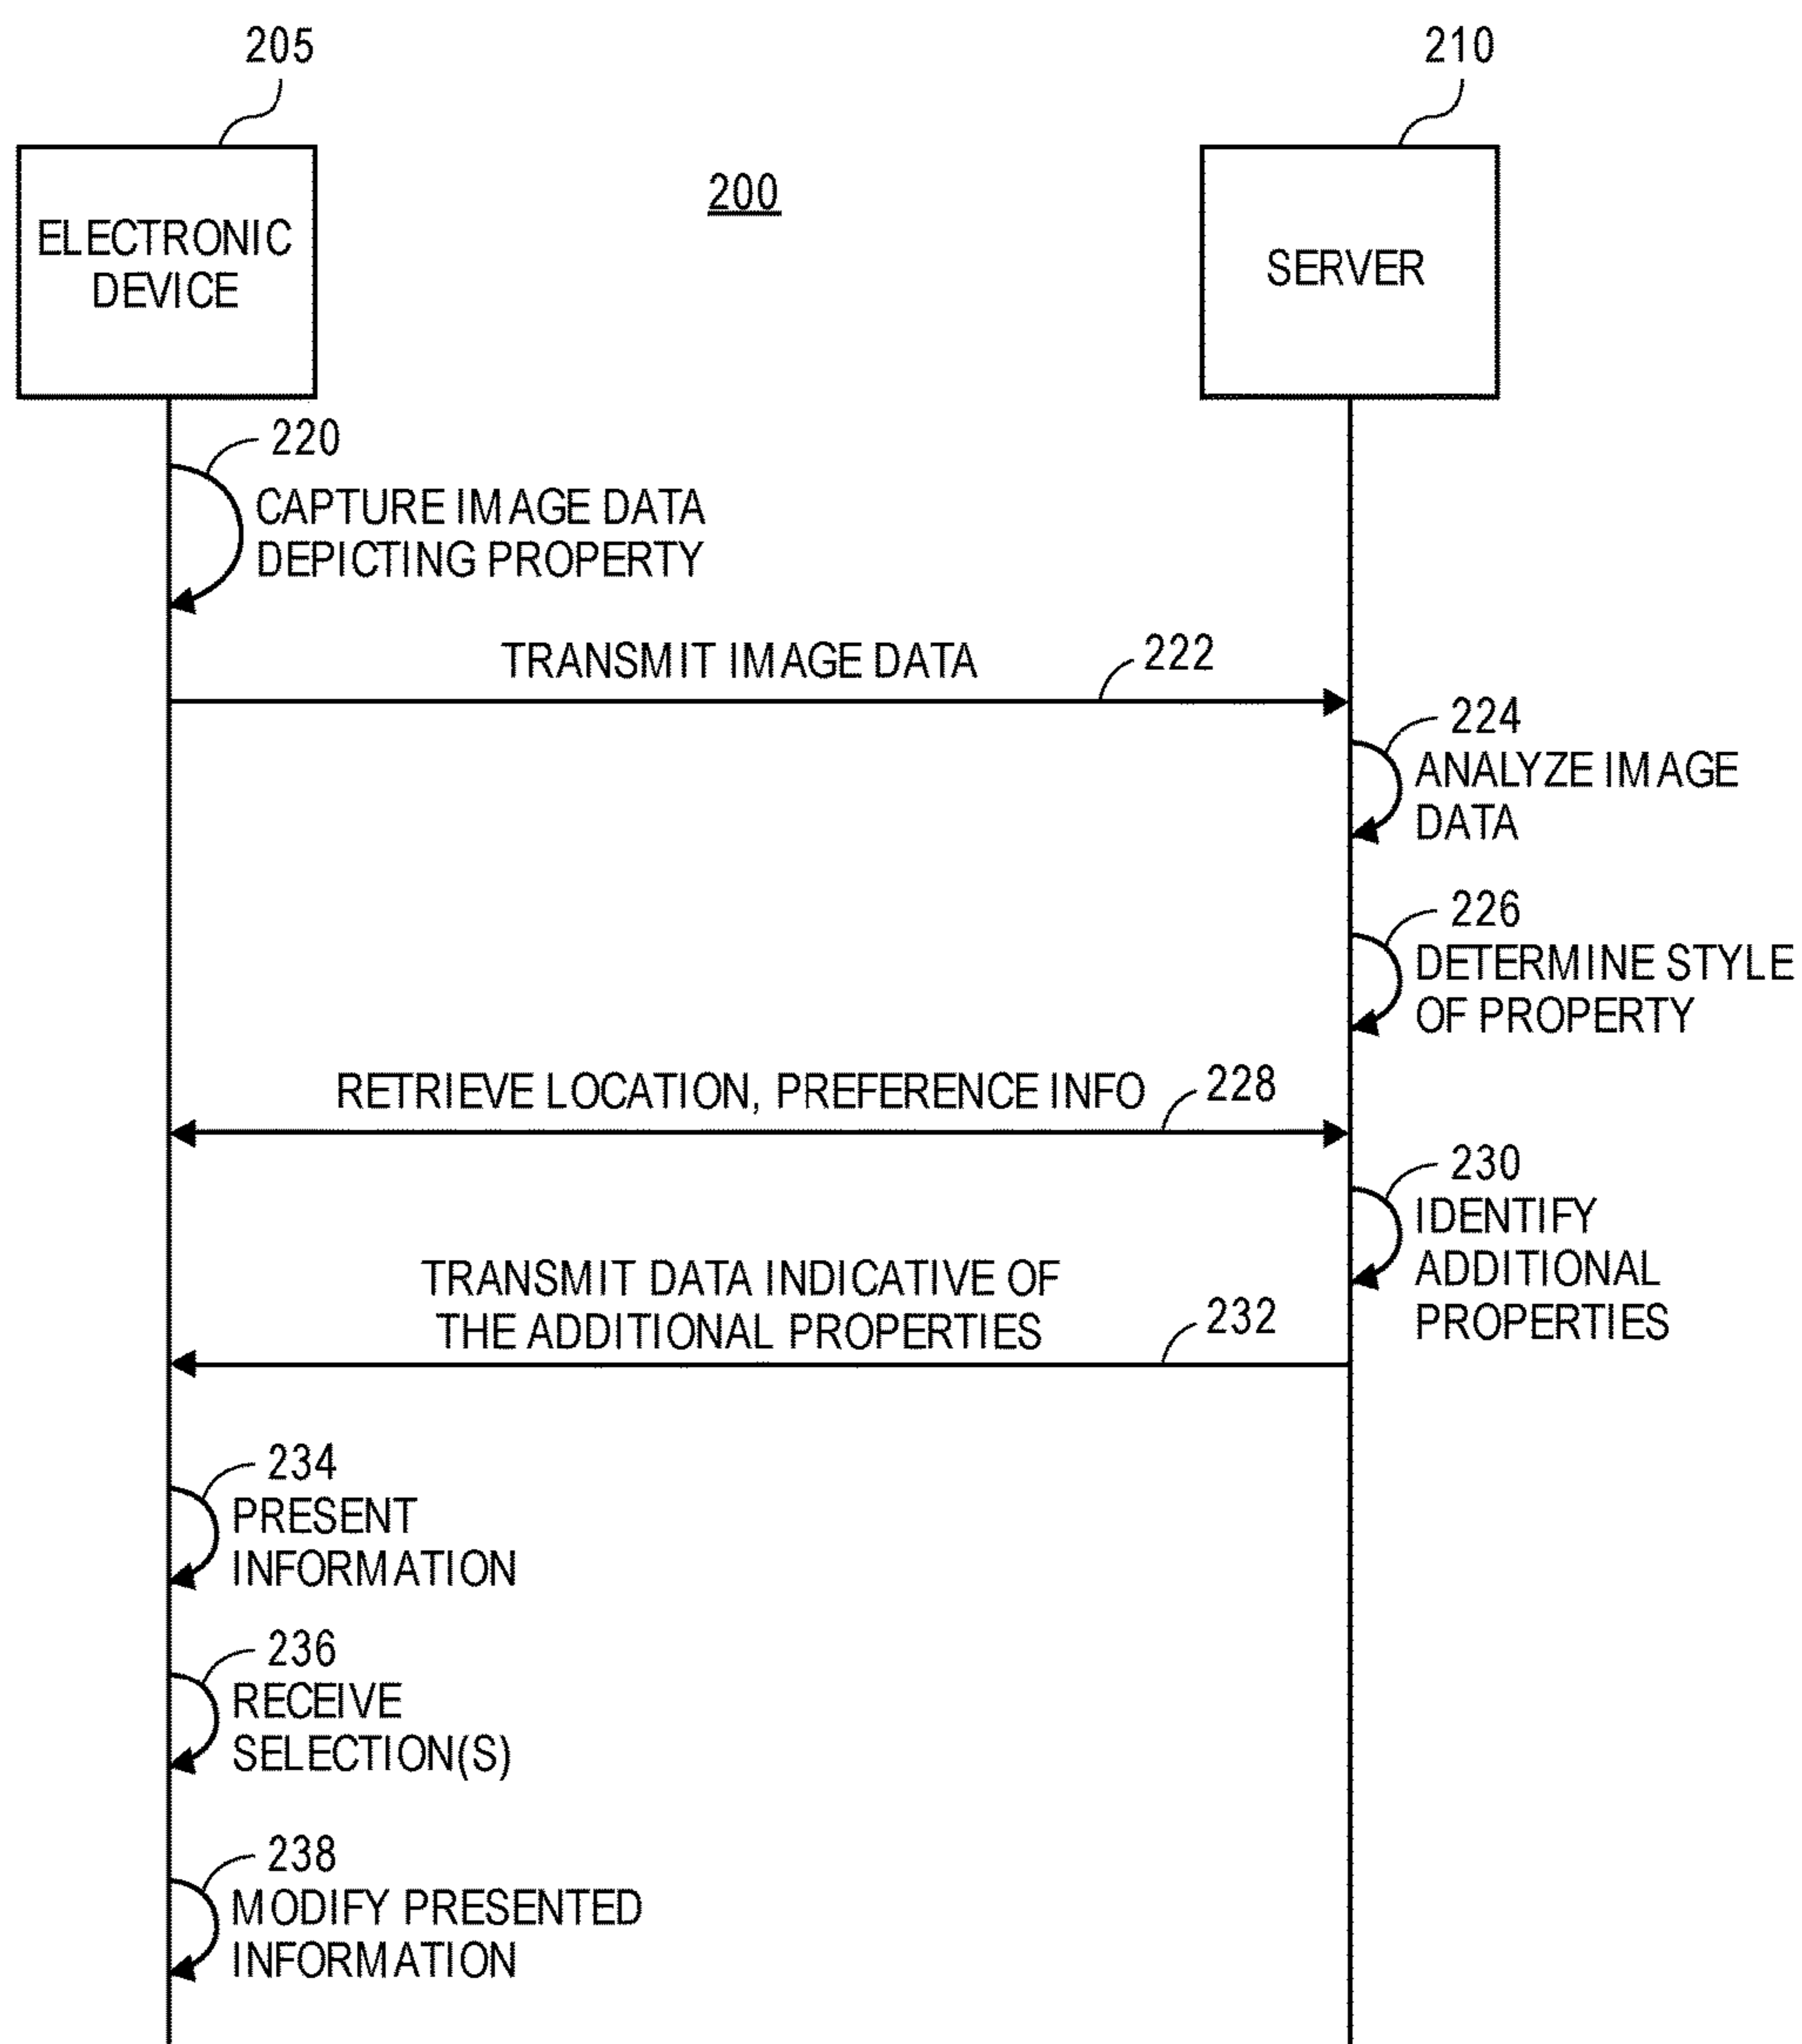 205
210
200
ELECTRONIC
DEVICE
SERVER
220
CAPTURE IMAGE DATA
DEPICTING PROPERTY
TRANSMIT IMAGE DATA
222
224
ANALYZE IMAGE
DATA
226
DETERMINE STYLE
OF PROPERTY
RETRIEVE LOCATION, PREFERENCE INFO
228
230
IDENTIFY
ADDITIONAL
PROPERTIES
TRANSMIT DATA INDICATIVE OF
THE ADDITIONAL PROPERTIES
232
234
PRESENT
INFORMATION
236
RECEIVE
SELECTION(S)
238
MODIFY PRESENTED
INFORMATION